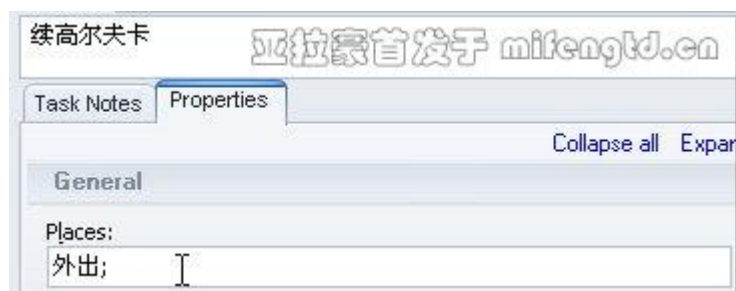 续高尔夫卡
亚拉豪首发于 mifengtd.cn
Task Notes Properties
Collapse all Expan
General
Places:
外出;